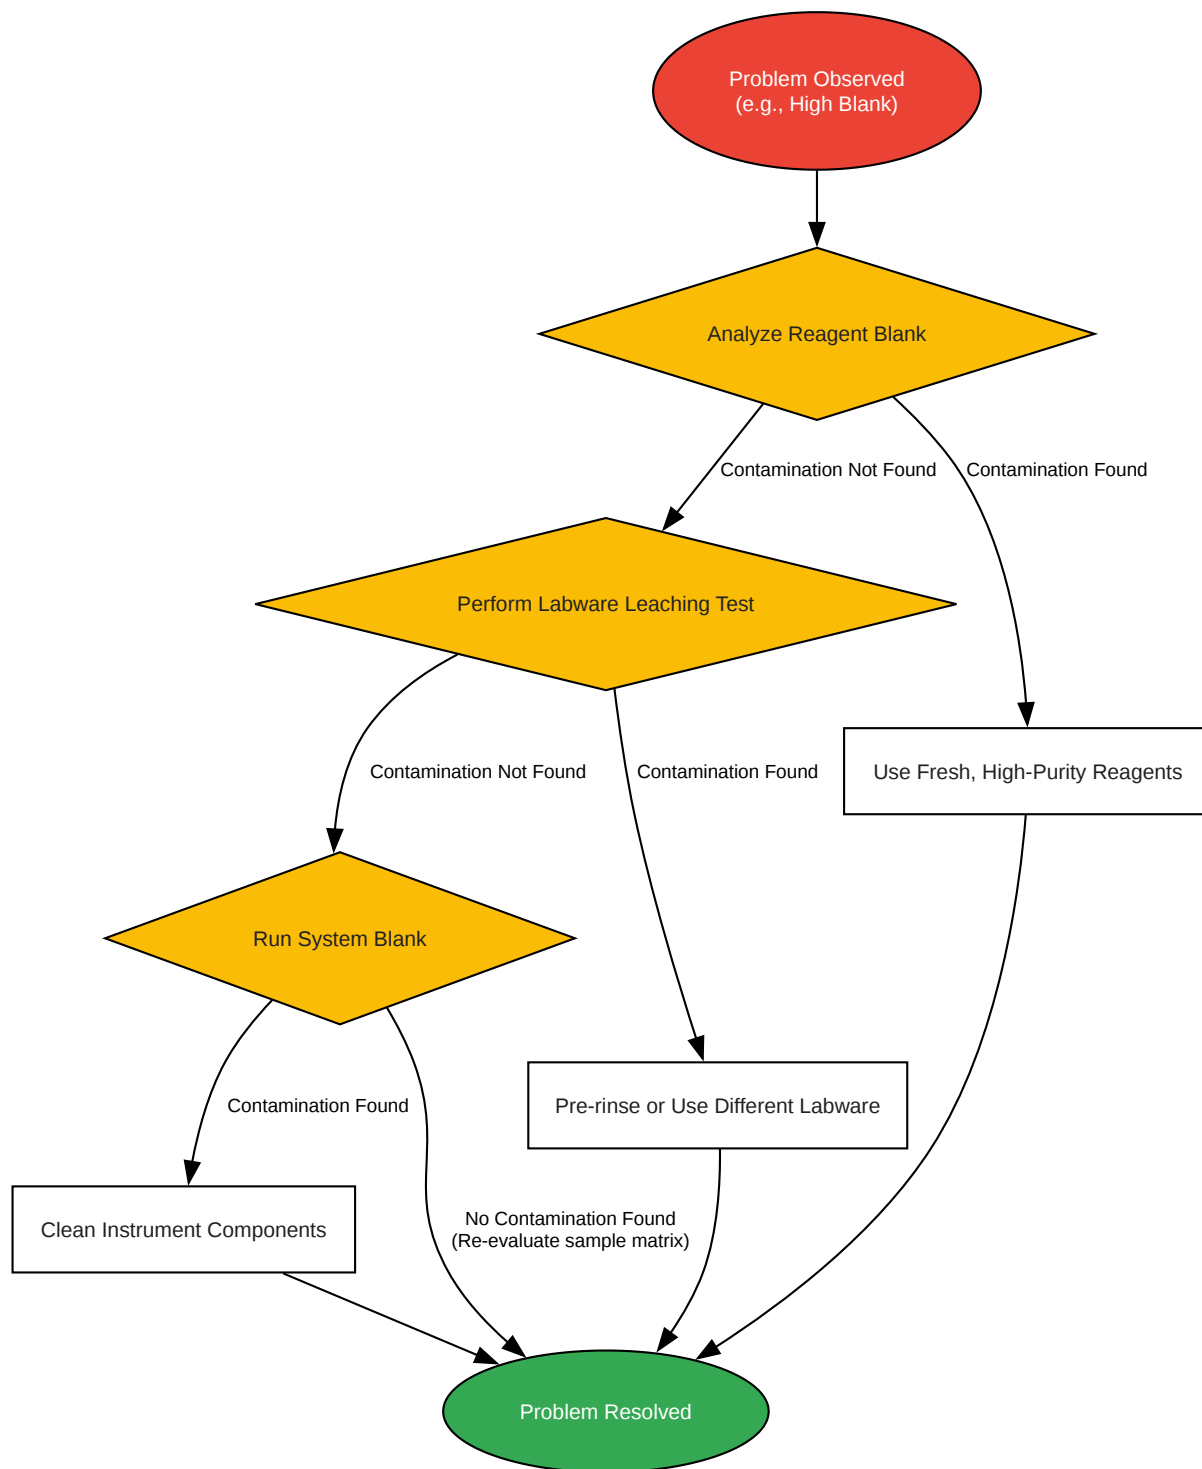 Problem Observed
(e.g., High Blank)
Analyze Reagent Blank
Contamination Not Found
Contamination Found
Perform Labware Leaching Test
Contamination Not Found
Contamination Found
Use Fresh, High-Purity Reagents
Run System Blank
Contamination Found
Pre-rinse or Use Different Labware
No Contamination Found
(Re-evaluate sample matrix)
Clean Instrument Components
Problem Resolved